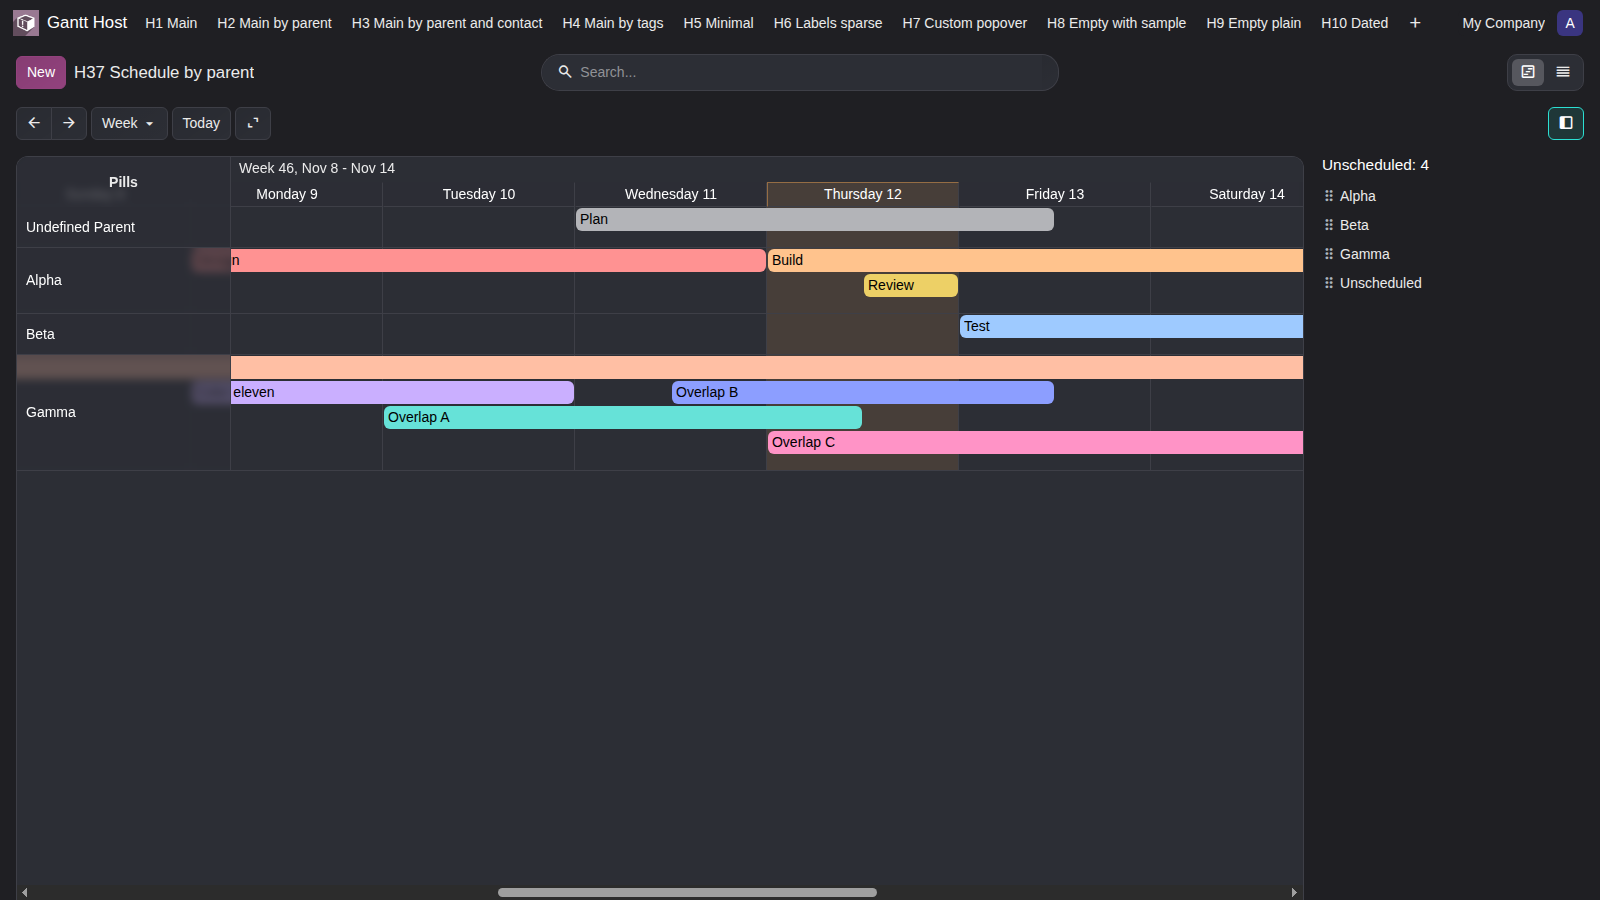 Gantt Host H1 Main H2 Main by parent H3 Main by parent and contact H4 Main by tags H5 Minimal H6 Labels sparse H7 Custom popover H8 Empty with sample H9 Empty plain H10 Dated + My Company A
New H37 Schedule by parent Search...
Week Today
Week 46, Nov 8 - Nov 14
Pills
Monday 9 Tuesday 10 Wednesday 11 Thursday 12 Friday 13 Saturday 14
Undefined Parent Plan
n Build
Alpha
Review
Beta Test
eleven Overlap B
Gamma
Overlap A
Overlap C
Unscheduled: 4
Alpha
Beta
Gamma
Unscheduled